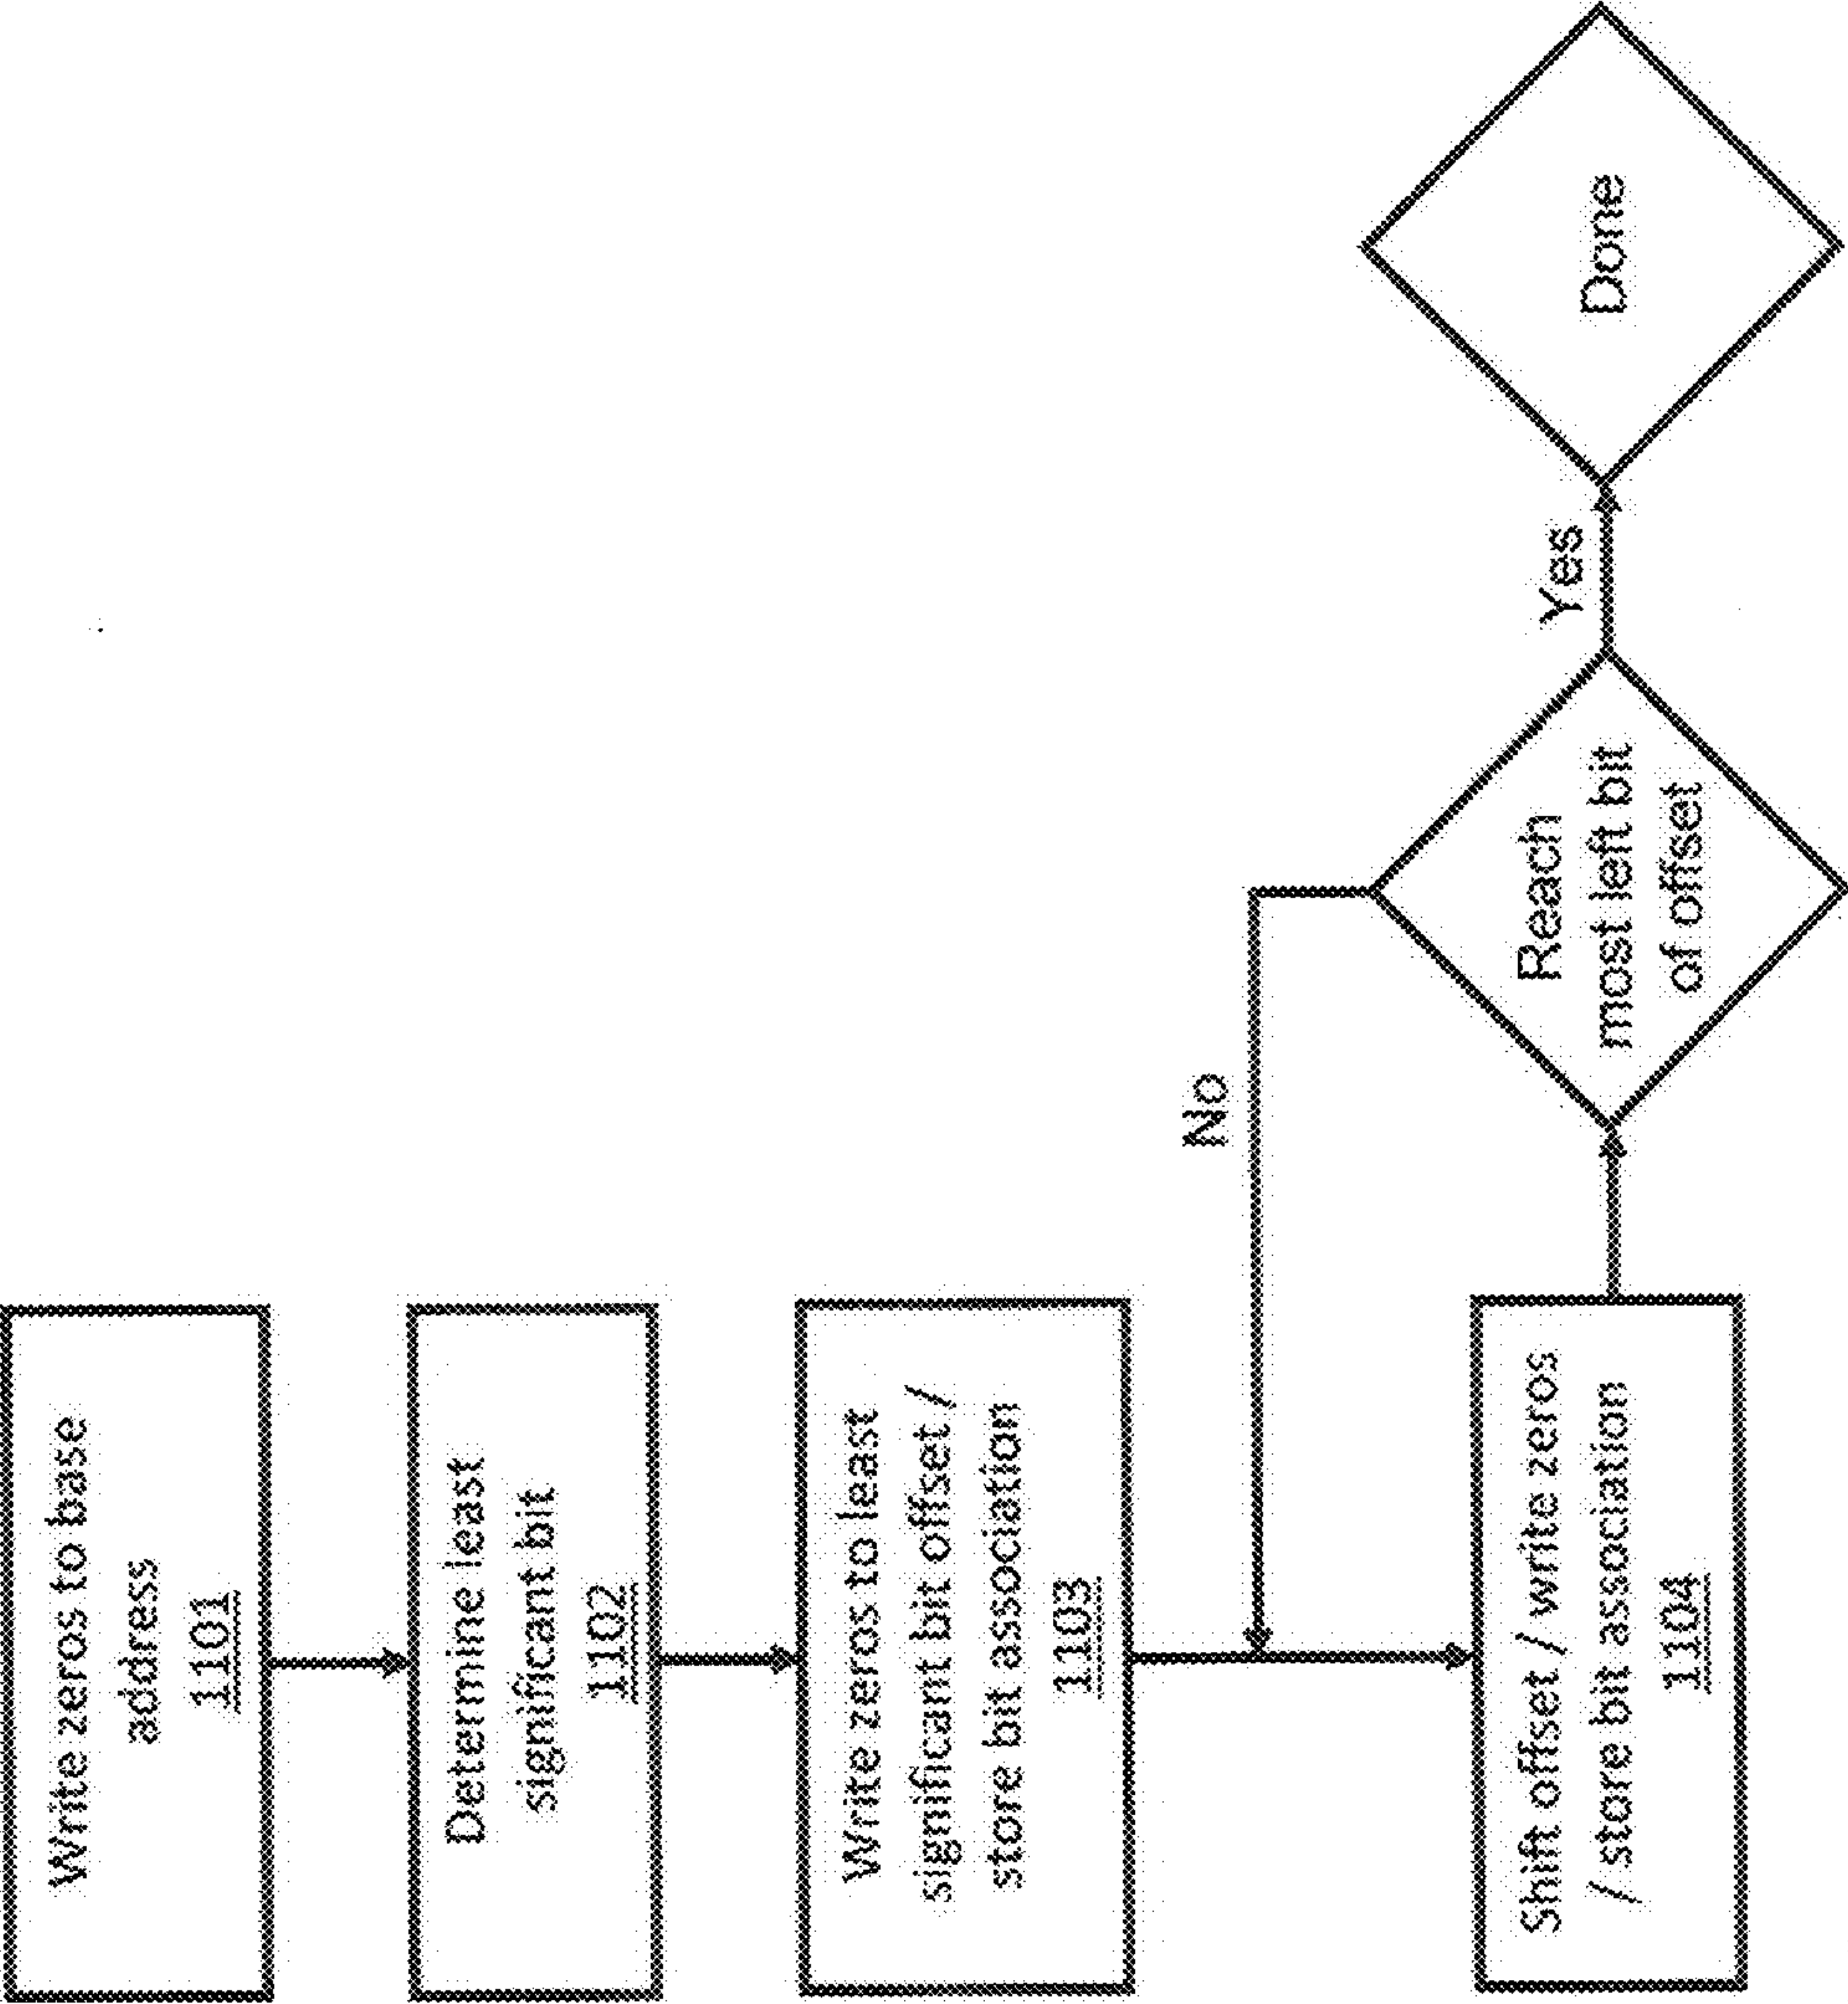 Write zeros to base
address
1101
Determine least
significant bit
1102
Write zeros to least
significant bit offset /
store bit association
1103
No
Shift offset / write zeros
/ store bit association
1104
Reach
most left bit
of offset
Yes
Done